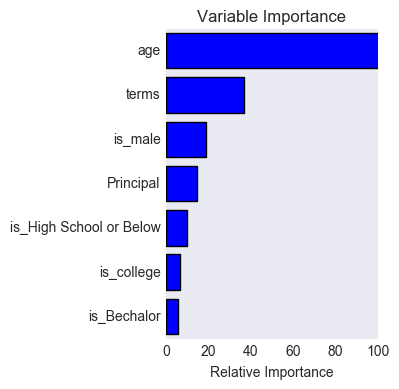 Variable Importance
age
terms
is_male
Principal
is_High School or Below
is_college
is_Bechalor
0 20 40 60 80 100
Relative Importance